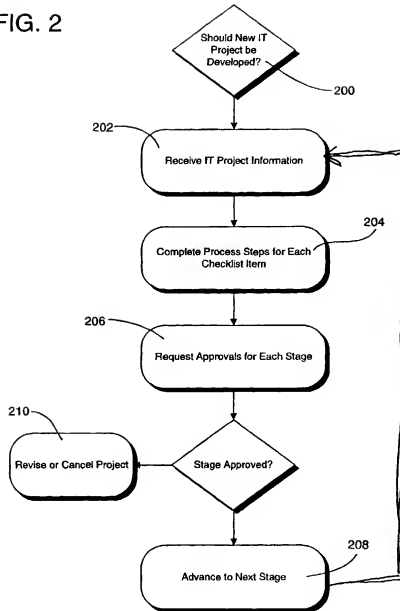 FIG. 2
Should New IT
Project be
Developed?
200
202
Receive IT Project Information
204
Complete Process Steps for Each
Checklist Item
206
Request Approvals for Each Stage
210
Revise or Cancel Project
Stage Approved?
208
Advance to Next Stage